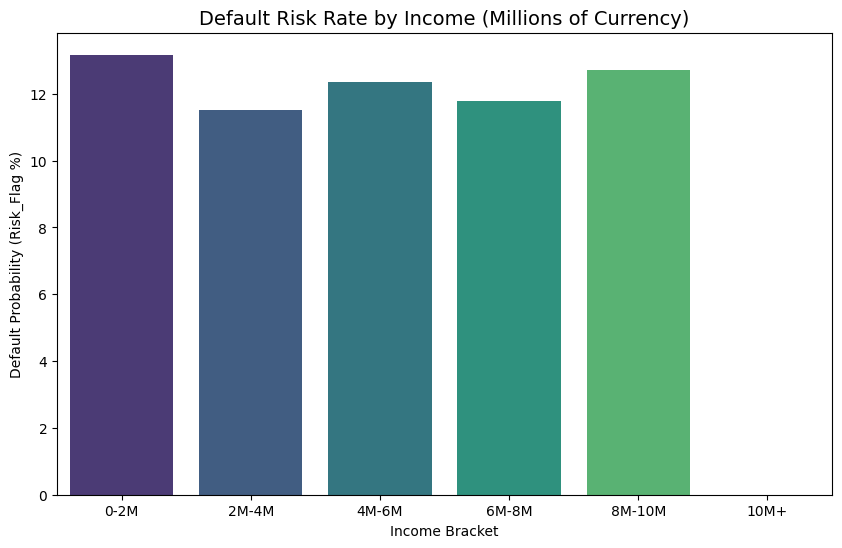 Default Risk Rate by Income (Millions of Currency)
Default Probability (Risk_Flag %)
12
10
8
6
4
2
0
0-2M 2M-4M 4M-6M 6M-8M 8M-10M 10M+
Income Bracket